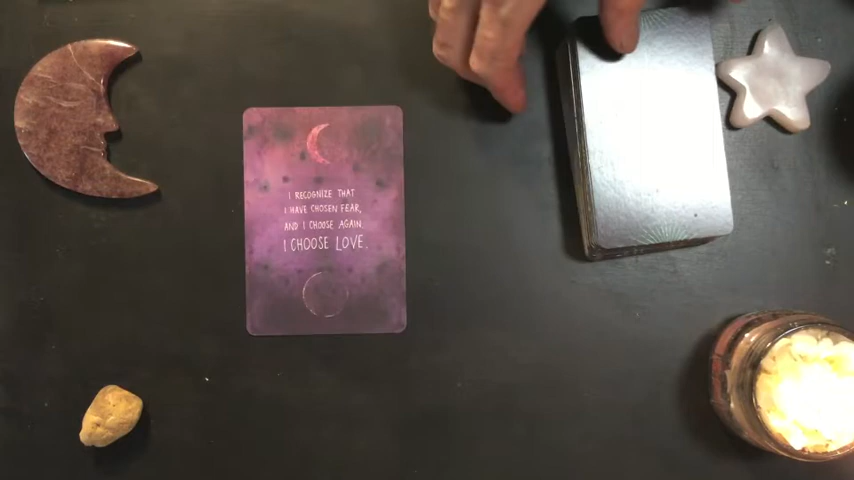 I RECOGNIZE THAT
I HAVE CHOSEN FEAR,
AND I CHOOSE AGAIN.
I CHOOSE LOVE.